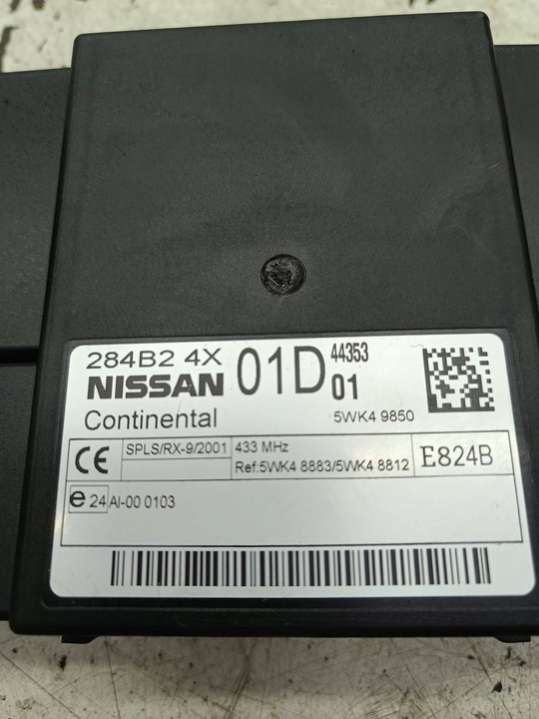 284B2 4X 01D 44353
NISSAN 01
Continental 5WK4 9850
CE SPLS/RX-9/2001 433 MHz E824B
Ref:5WK4 8883/5WK4 8812
e 24 AI-00 0103